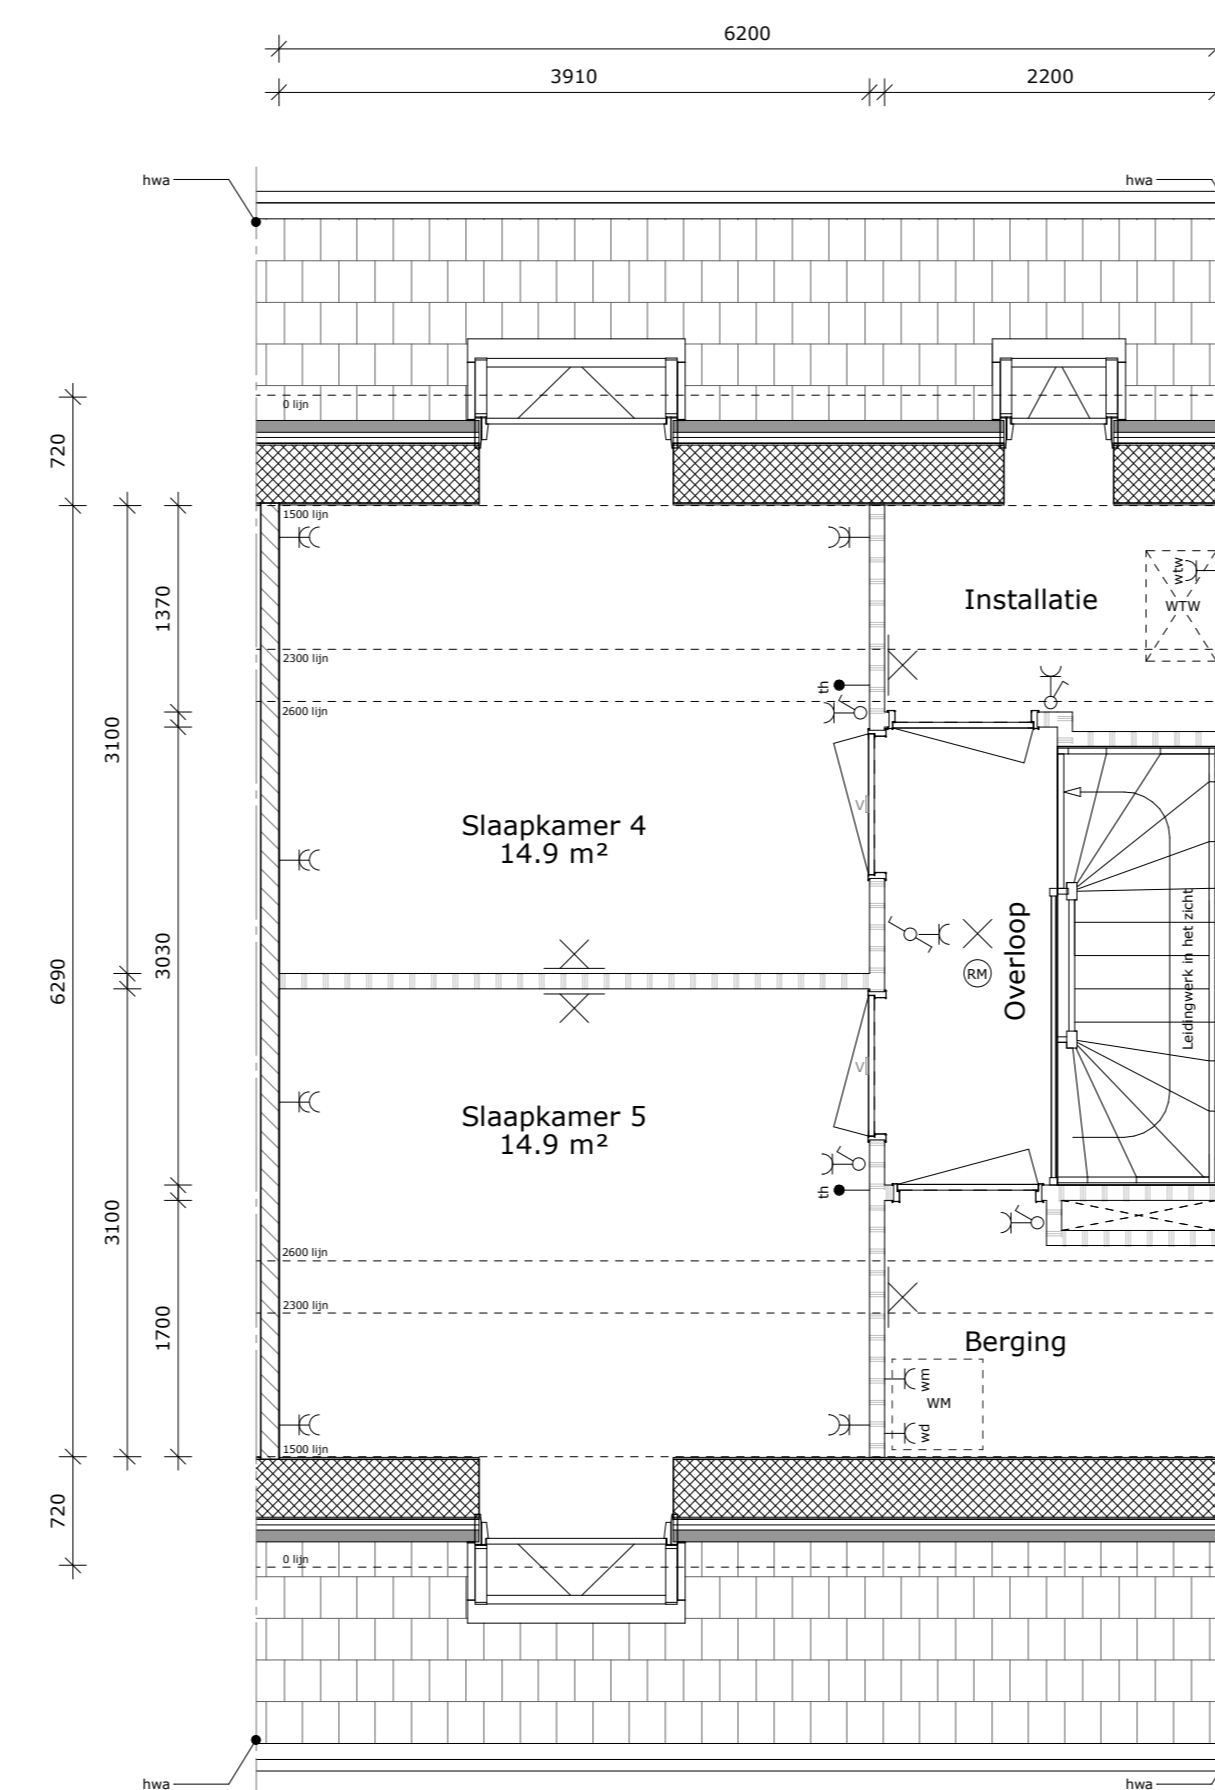 6200
3910
2200
hwa
hwa
0 lijn
720
1500 lijn
1370
Installatie
wtw
WTW
2300 lijn
th
2600 lijn
3100
V
Slaapkamer 4
14.9 m²
3030
6290
Overloop
RM
Leidingwerk in het zicht
V
Slaapkamer 5
14.9 m²
th
3100
2600 lijn
2300 lijn
1700
Berging
wm
WM
wd
1500 lijn
720
0 lijn
hwa
hwa